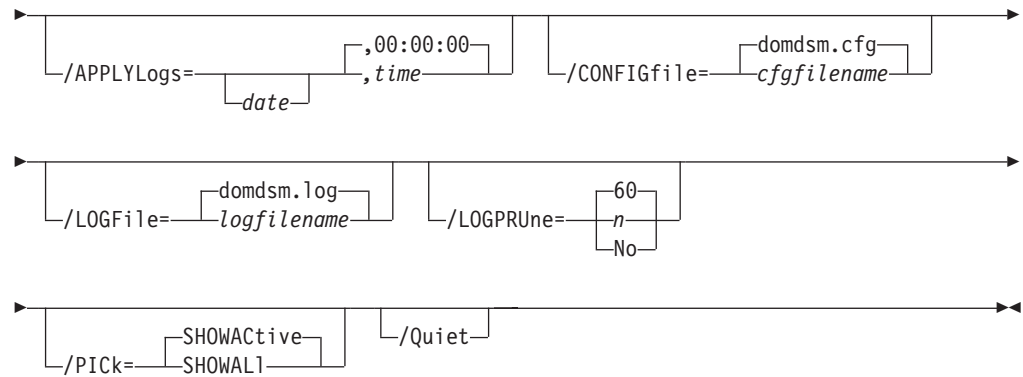 ,00:00:00 domdsm.cfg
/APPLYLogs= ,time /CONFIGfile= cfgfilename
date
domdsm.log 60
/LOGFile= logfilename /LOGPRUne= n
No
SHOWACtive /Quiet
/PICk= SHOWALl